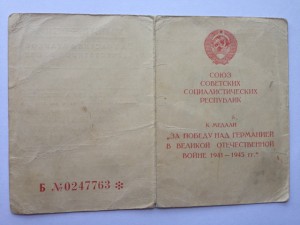 СОЮЗ
СОВЕТСКИХ
СОЦИАЛИСТИЧЕСКИХ
РЕСПУБЛИК
К МЕДАЛИ
„ЗА ПОБЕДУ НАД ГЕРМАНИЕЙ
В ВЕЛИКОЙ ОТЕЧЕСТВЕННОЙ
ВОЙНЕ 1941—1945 гг."
Б №0247763 ✻